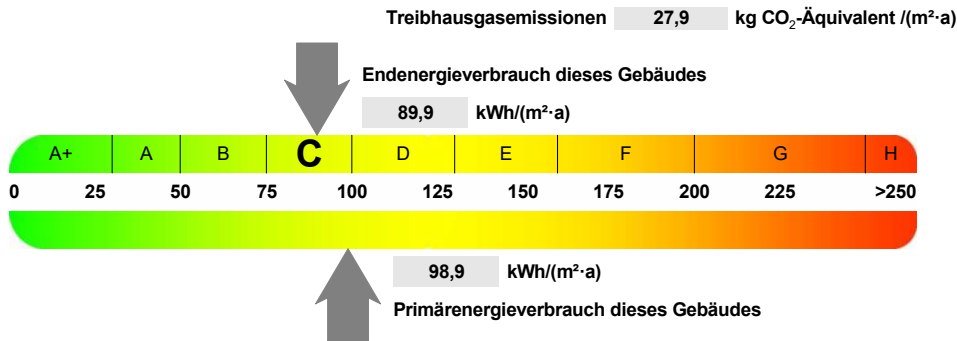 Treibhausgasemissionen 27,9 kg CO₂-Äquivalent /(m²·a)
Endenergieverbrauch dieses Gebäudes
89,9 kWh/(m²·a)
A+ A B C D E F G H
0 25 50 75 100 125 150 175 200 225 >250
98,9 kWh/(m²·a)
Primärenergieverbrauch dieses Gebäudes